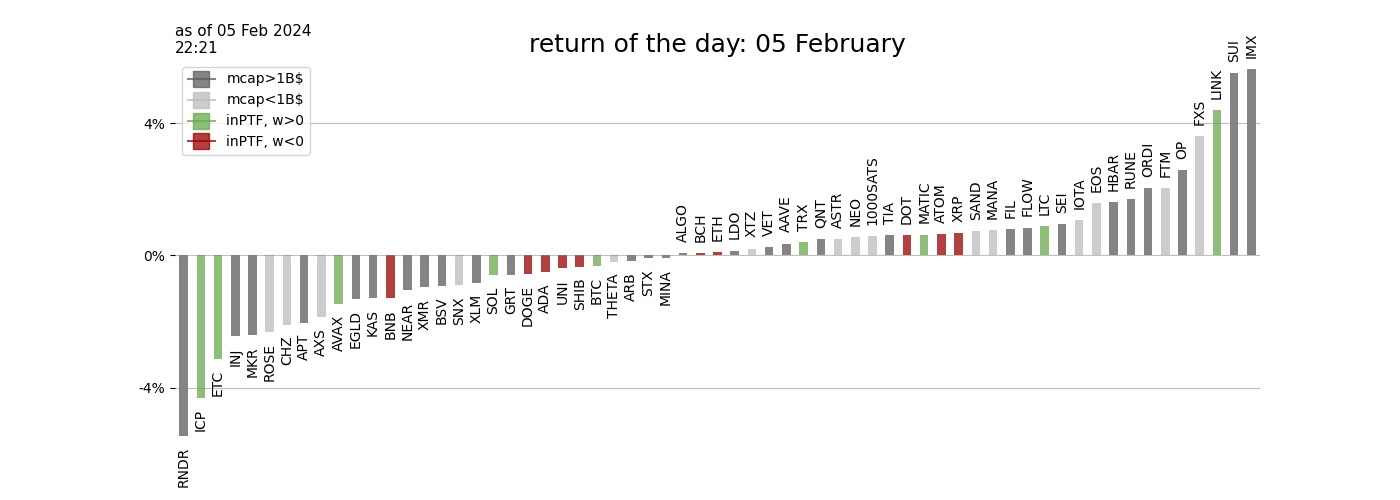 as of 05 Feb 2024
22:21
return of the day: 05 February
mcap>1B$
mcap<1B$
inPTF, w>0
inPTF, w<0
4%
0%
-4%
RNDR
ICP
ETC
INJ
MKR
ROSE
CHZ
APT
AXS
AVAX
EGLD
KAS
BNB
NEAR
XMR
BSV
SNX
XLM
SOL
GRT
DOGE
ADA
UNI
SHIB
BTC
THETA
ARB
STX
MINA
ALGO
BCH
ETH
LDO
XTZ
VET
AAVE
TRX
QNT
ASTR
NEO
1000SATS
TIA
DOT
MATIC
ATOM
XRP
SAND
MANA
FIL
FLOW
LTC
SEI
IOTA
EOS
HBAR
RUNE
ORDI
FTM
OP
FXS
LINK
SUI
IMX